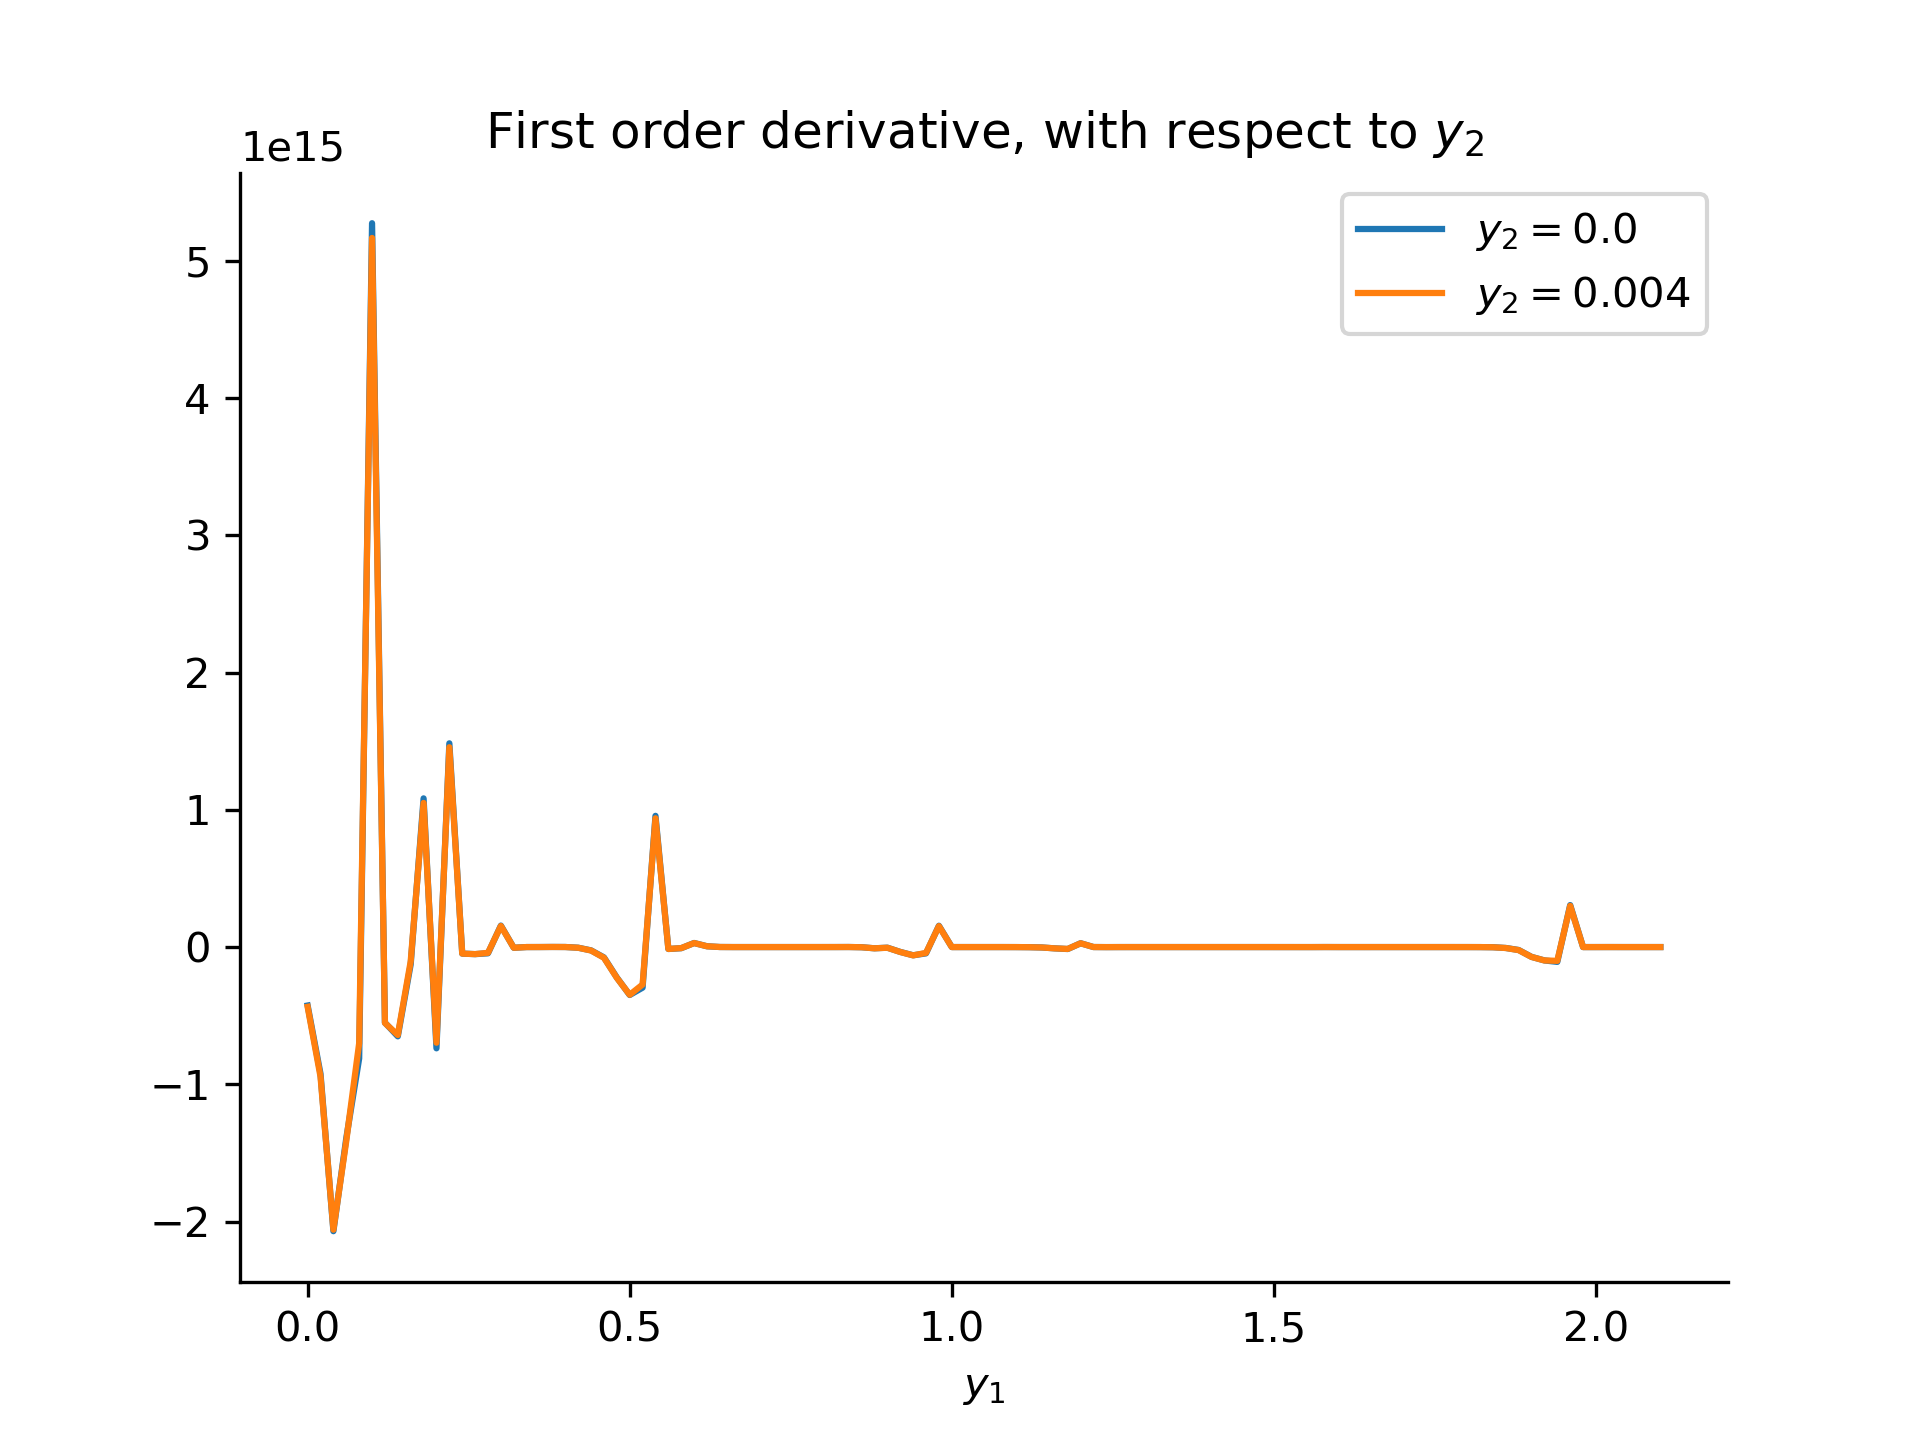 First order derivative, with respect to y₂
1e15
y₂ = 0.0
y₂ = 0.004
5
4
3
2
1
0
−1
−2
0.0 0.5 1.0 1.5 2.0
y₁